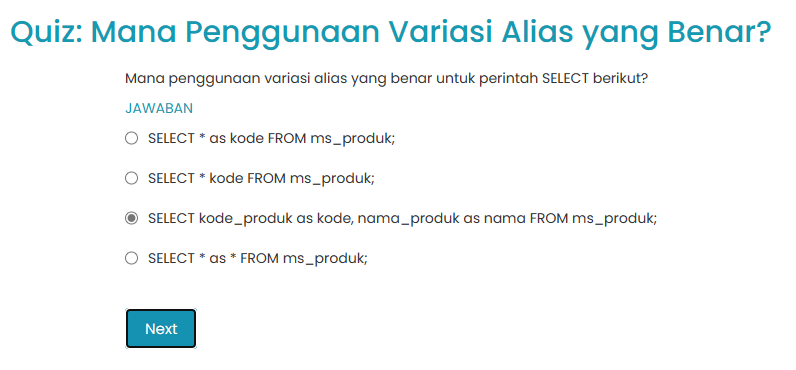 Quiz: Mana Penggunaan Variasi Alias yang Benar?
Mana penggunaan variasi alias yang benar untuk perintah SELECT berikut?
JAWABAN
SELECT * as kode FROM ms_produk;
SELECT * kode FROM ms_produk;
SELECT kode_produk as kode, nama_produk as nama FROM ms_produk;
SELECT * as * FROM ms_produk;
Next